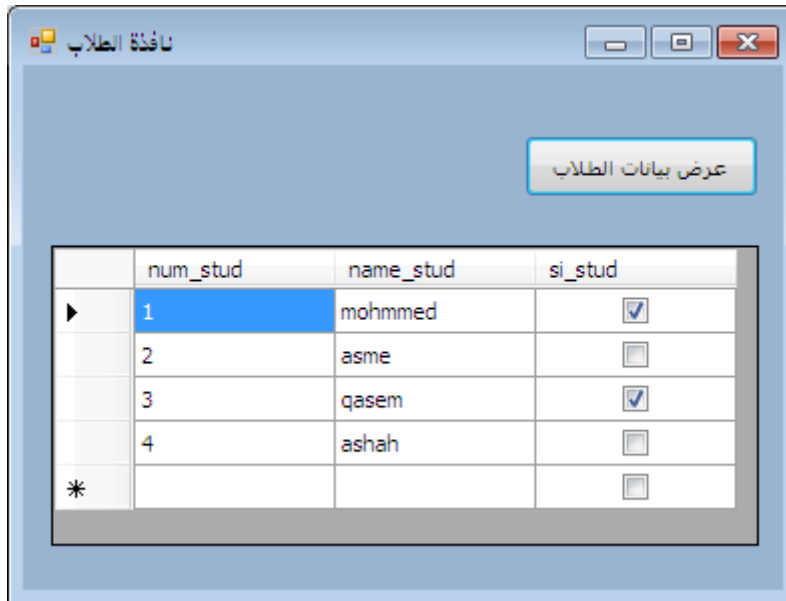 نافذة الطلاب
عرض بيانات الطلاب
num_stud name_stud si_stud
1 mohmmed
2 asme
3 qasem
4 ashah